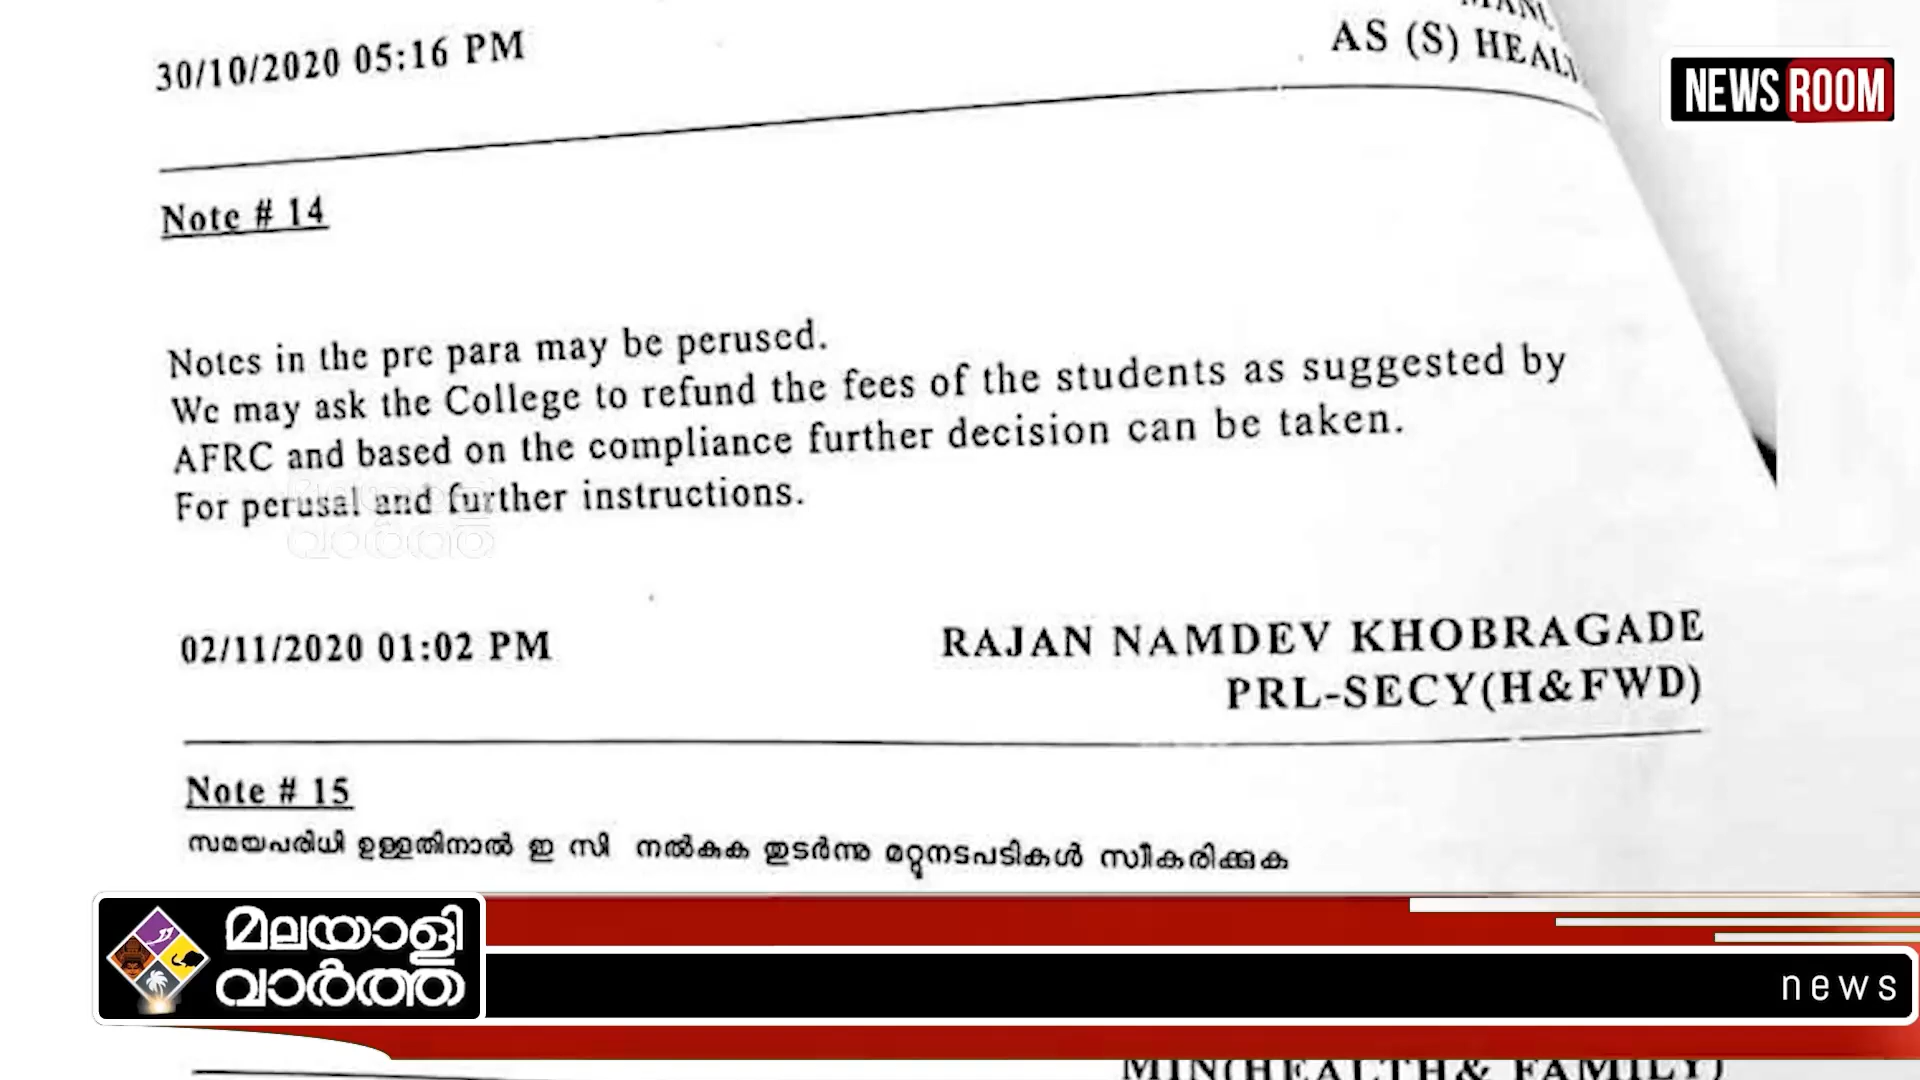 30/10/2020 05:16 PM
AS (S)
NEWS ROOM
Note # 14
Notes in the pre para may be perused.
We may ask the College to refund the fees of the students as suggested by
AFRC and based on the compliance further decision can be taken.
For perusal and further instructions.
02/11/2020 01:02 PM
RAJAN NAMDEV KHOBRAGADE
PRL-SECY(H&FWD)
Note # 15
സമയപരിധി ഉള്ളതിനാൽ ഇ സി നൽകുക തുടർന്നു മറ്റുനടപടികൾ സ്വീകരിക്കുക
മലയാളി
വാർത്ത
news
MIN(HEALTH& FAMILY)